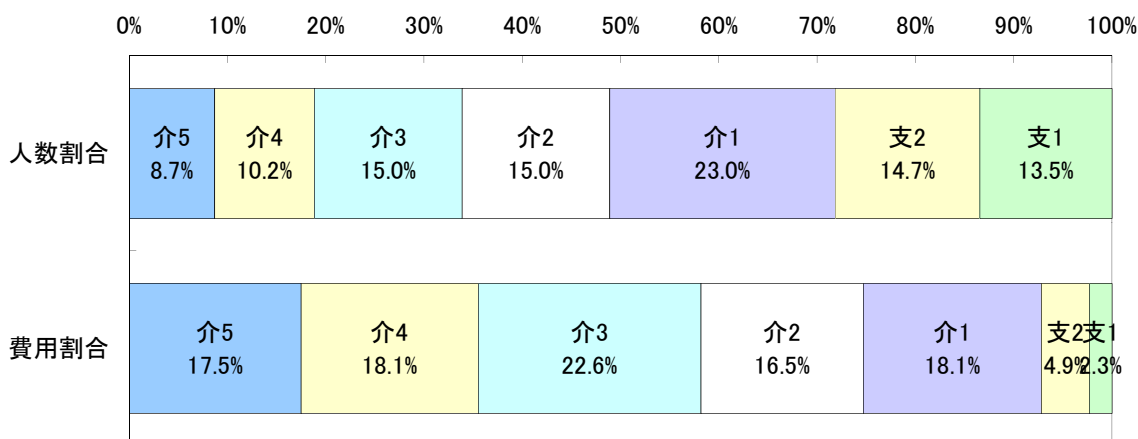 0% 10% 20% 30% 40% 50% 60% 70% 80% 90% 100%
人数割合
介5 介4 介3 介2 介1 支2 支1
8.7% 10.2% 15.0% 15.0% 23.0% 14.7% 13.5%
費用割合
介5 介4 介3 介2 介1 支2 支1
17.5% 18.1% 22.6% 16.5% 18.1% 4.9% 2.3%